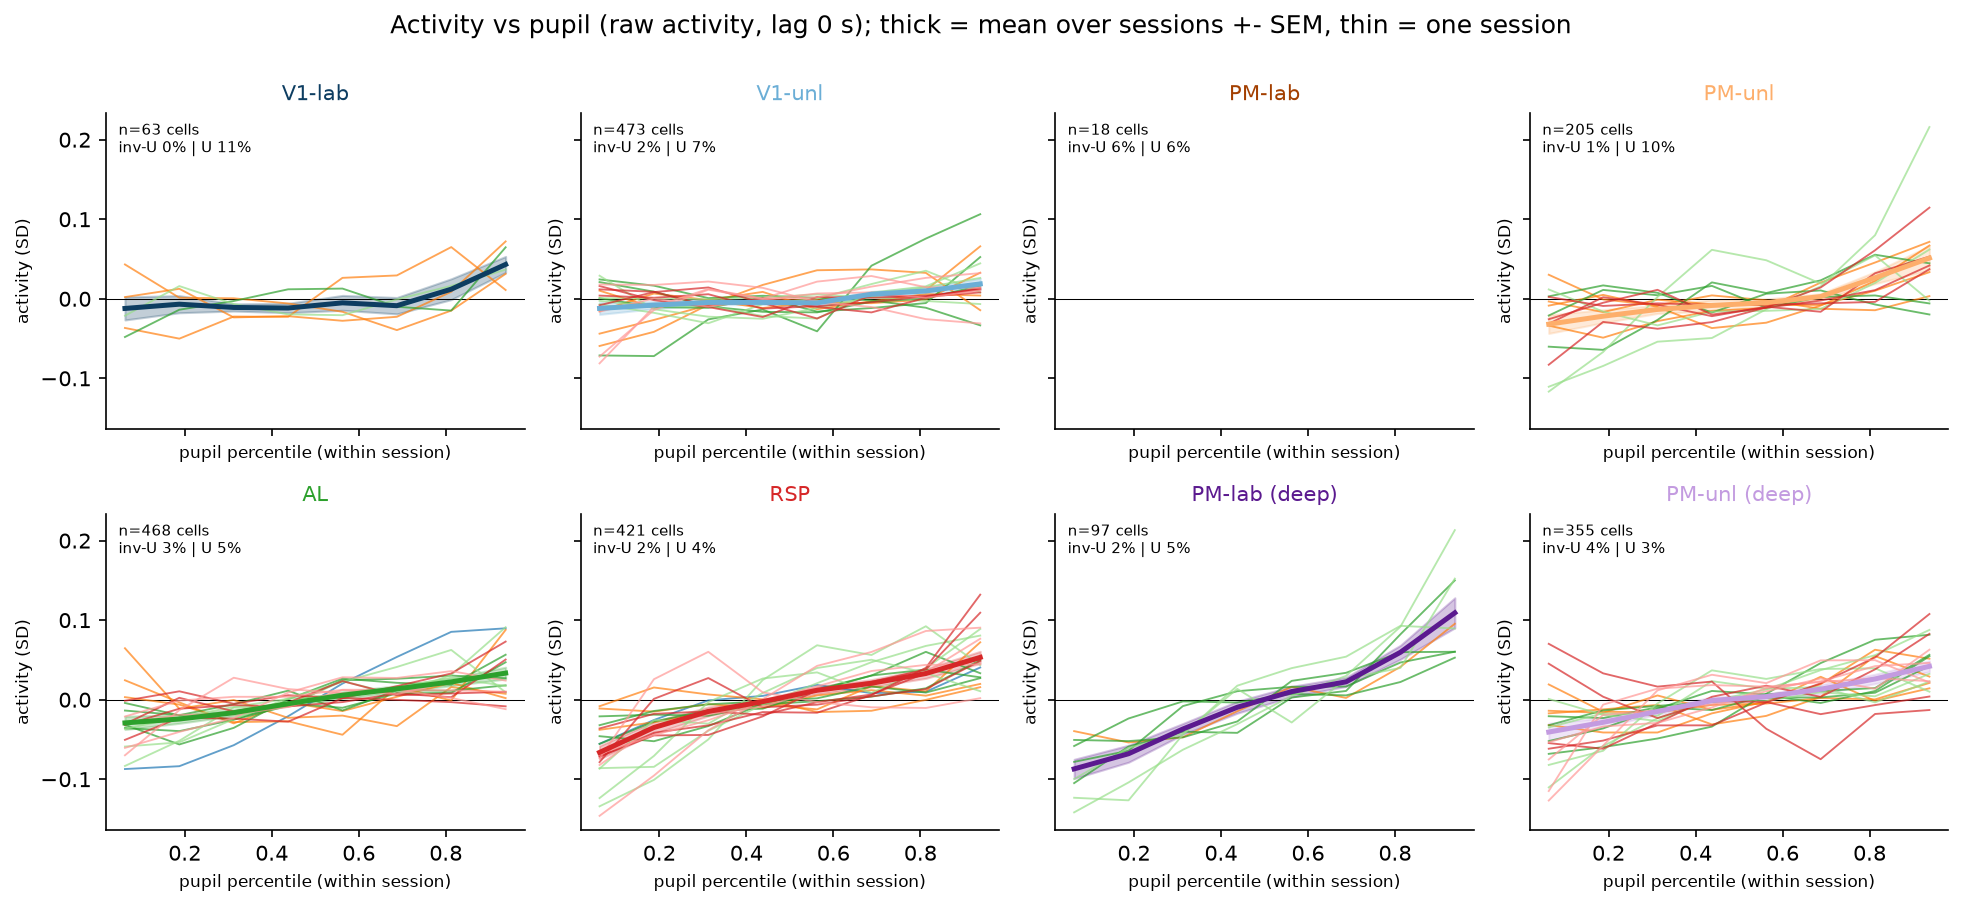 Activity vs pupil (raw activity, lag 0 s); thick = mean over sessions +- SEM, thin = one session
V1-lab
n=63 cells
inv-U 0% | U 11%
0.2
0.1
0.0
−0.1
activity (SD)
pupil percentile (within session)
V1-unl
n=473 cells
inv-U 2% | U 7%
activity (SD)
pupil percentile (within session)
PM-lab
n=18 cells
inv-U 6% | U 6%
activity (SD)
pupil percentile (within session)
PM-unl
n=205 cells
inv-U 1% | U 10%
activity (SD)
pupil percentile (within session)
AL
n=468 cells
inv-U 3% | U 5%
0.2
0.1
0.0
−0.1
activity (SD)
0.2 0.4 0.6 0.8
pupil percentile (within session)
RSP
n=421 cells
inv-U 2% | U 4%
activity (SD)
0.2 0.4 0.6 0.8
pupil percentile (within session)
PM-lab (deep)
n=97 cells
inv-U 2% | U 5%
activity (SD)
0.2 0.4 0.6 0.8
pupil percentile (within session)
PM-unl (deep)
n=355 cells
inv-U 4% | U 3%
activity (SD)
0.2 0.4 0.6 0.8
pupil percentile (within session)